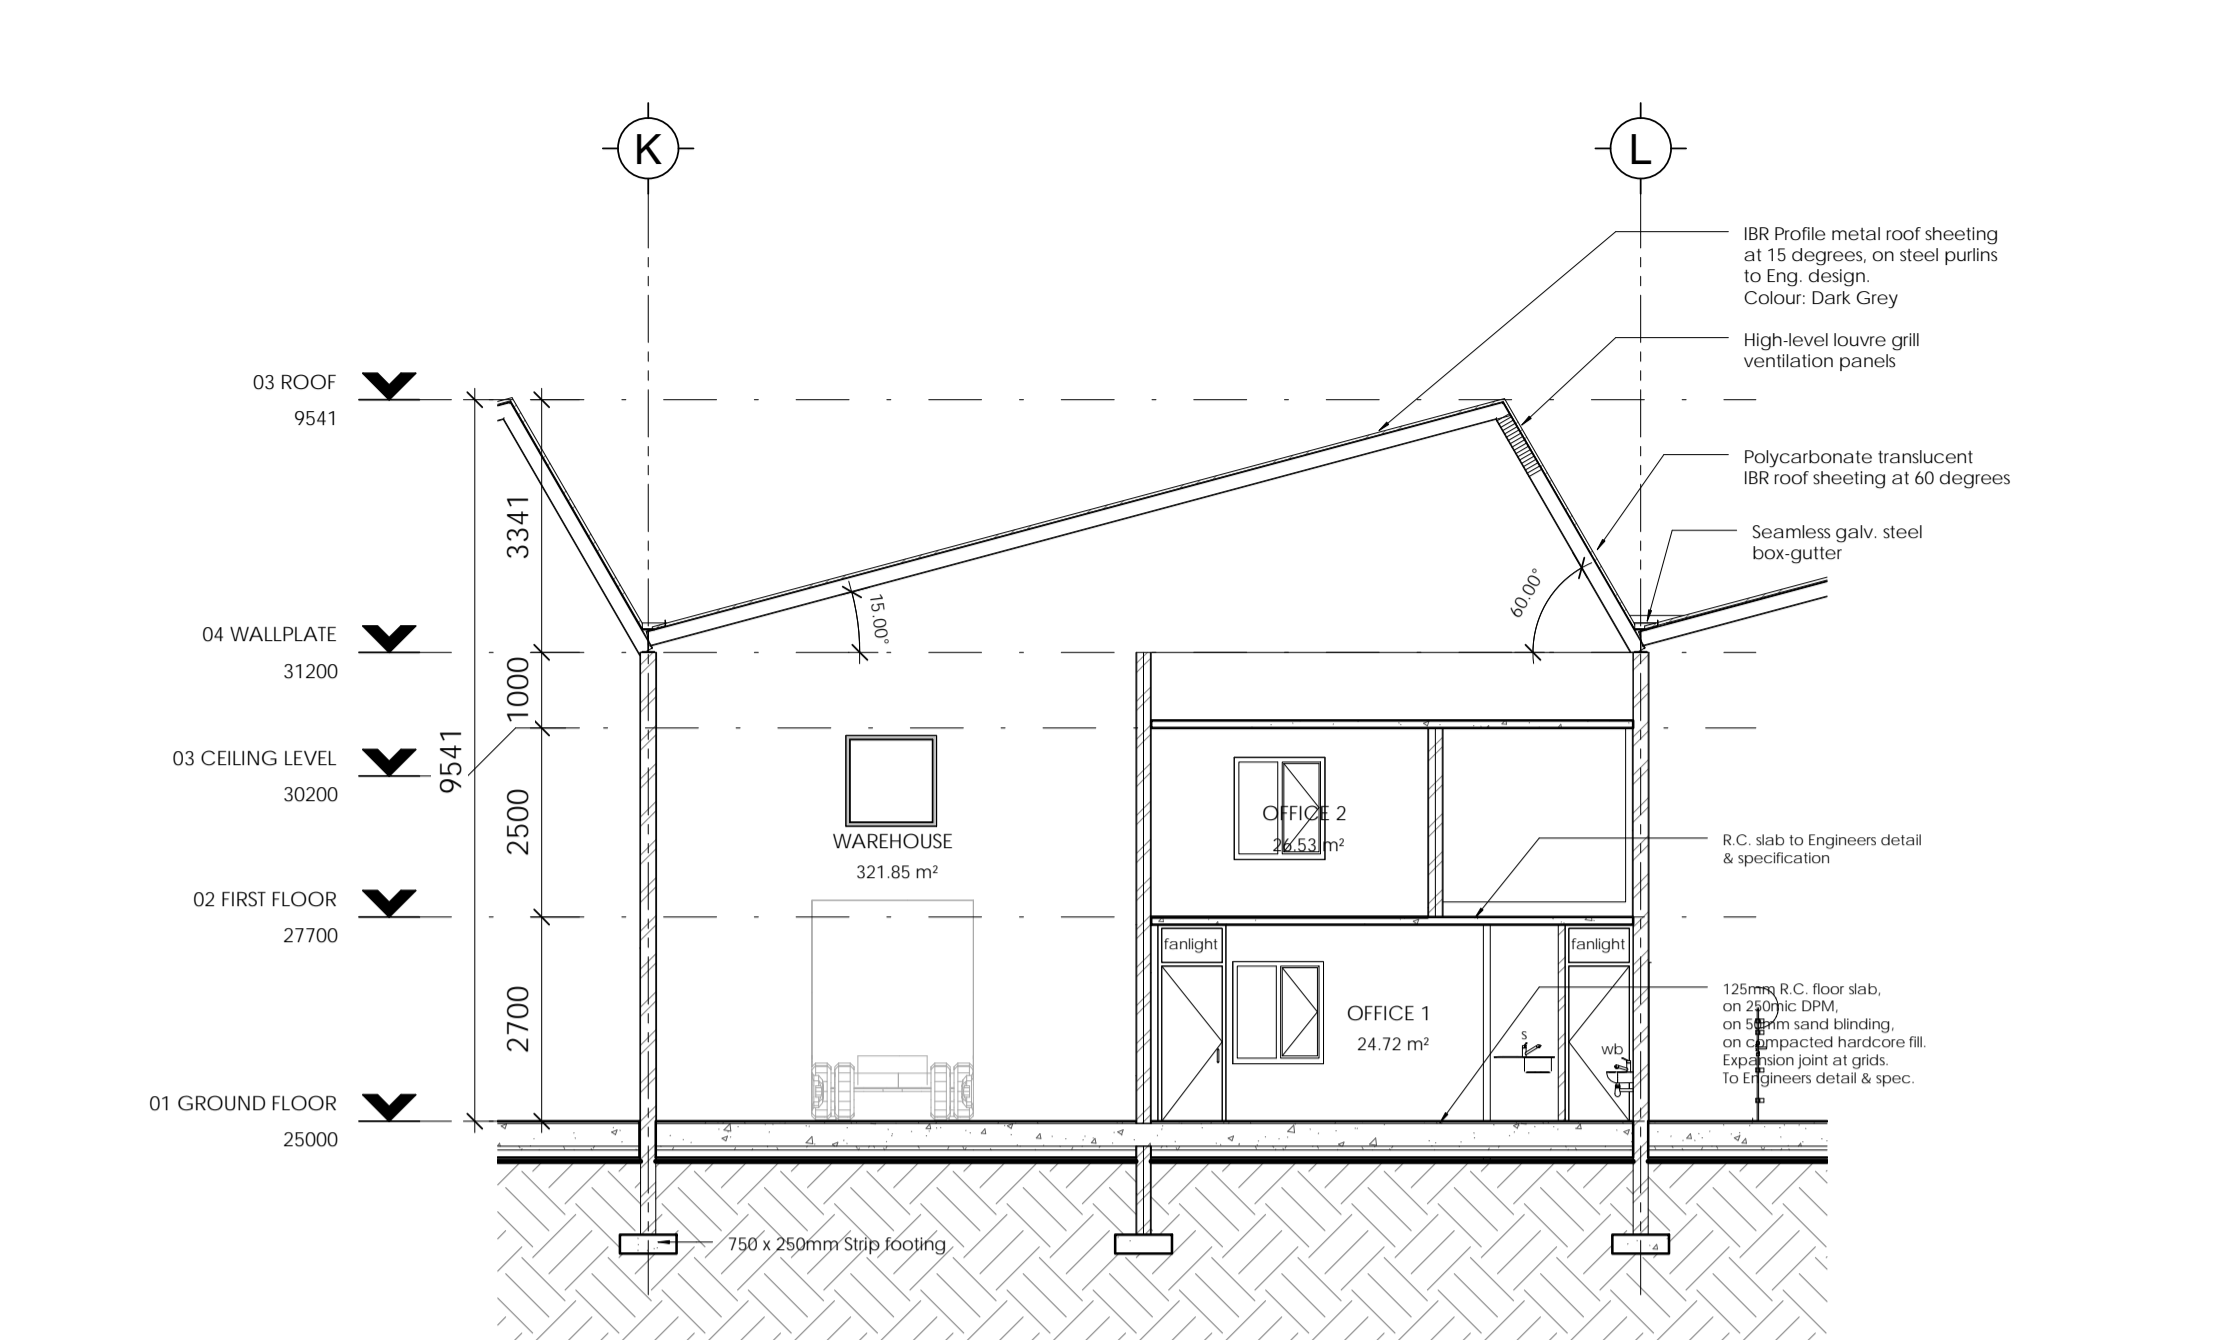 K
L
IBR Profile metal roof sheeting
at 15 degrees, on steel purlins
to Eng. design.
Colour: Dark Grey
High-level louvre grill
ventilation panels
03 ROOF
9541
Polycarbonate translucent
IBR roof sheeting at 60 degrees
3341
Seamless galv. steel
box-gutter
15.00°
60.00°
04 WALLPLATE
31200
1000
9541
03 CEILING LEVEL
30200
2500
WAREHOUSE
321.85 m²
OFFICE 2
26.53 m²
R.C. slab to Engineers detail
& specification
02 FIRST FLOOR
27700
fanlight
fanlight
2700
OFFICE 1
24.72 m²
s
wb
125mm R.C. floor slab,
on 250mic DPM,
on 50mm sand blinding,
on compacted hardcore fill.
Expansion joint at grids.
To Engineers detail & spec.
01 GROUND FLOOR
25000
750 x 250mm Strip footing